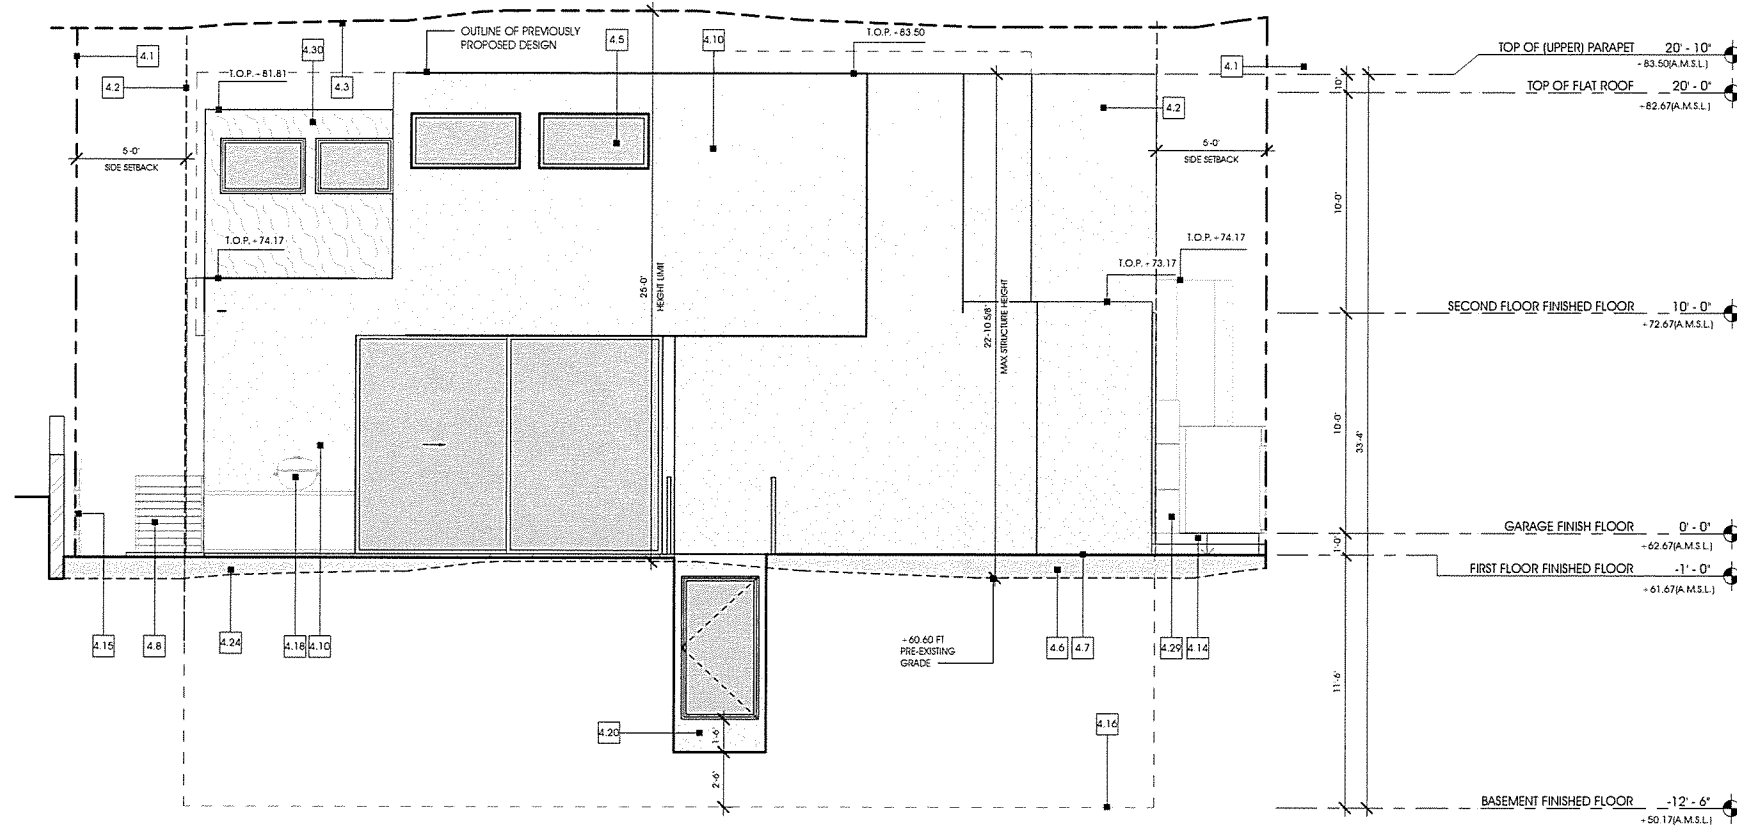 OUTLINE OF PREVIOUSLY
PROPOSED DESIGN
4.1
4.30
4.5
4.10
T.O.P. +83.50
TOP OF (UPPER) PARAPET 20' - 10"
+83.50(A.M.S.L.)
4.2
T.O.P. +81.81
4.3
4.1
10"
TOP OF FLAT ROOF 20' - 0"
+82.67(A.M.S.L.)
4.2
5'-0"
SIDE SETBACK
5'-0"
SIDE SETBACK
10'-0"
T.O.P. +74.17
T.O.P. +74.17
T.O.P. +73.17
25'-0"
HEIGHT LIMIT
22'-10 5/8"
MAX STRUCTURE HEIGHT
SECOND FLOOR FINISHED FLOOR 10' - 0"
+72.67(A.M.S.L.)
10'-0"
33'-4"
GARAGE FINISH FLOOR 0' - 0"
+62.67(A.M.S.L.)
1'-0"
FIRST FLOOR FINISHED FLOOR -1' - 0"
+61.67(A.M.S.L.)
4.15
4.8
4.24
4.18
4.10
+60.60 FT
PRE-EXISTING
GRADE
4.6
4.7
4.29
4.14
11'-6"
4.20
1'-6"
4.16
2'-6"
BASEMENT FINISHED FLOOR -12' - 6"
+50.17(A.M.S.L.)